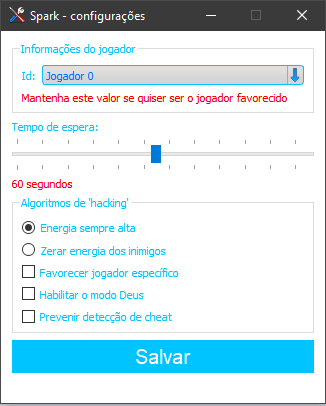 Spark - configurações
Informações do jogador
Id: Jogador 0
Mantenha este valor se quiser ser o jogador favorecido
Tempo de espera:
60 segundos
Algoritmos de 'hacking'
Energia sempre alta
Zerar energia dos inimigos
Favorecer jogador específico
Habilitar o modo Deus
Prevenir detecção de cheat
Salvar